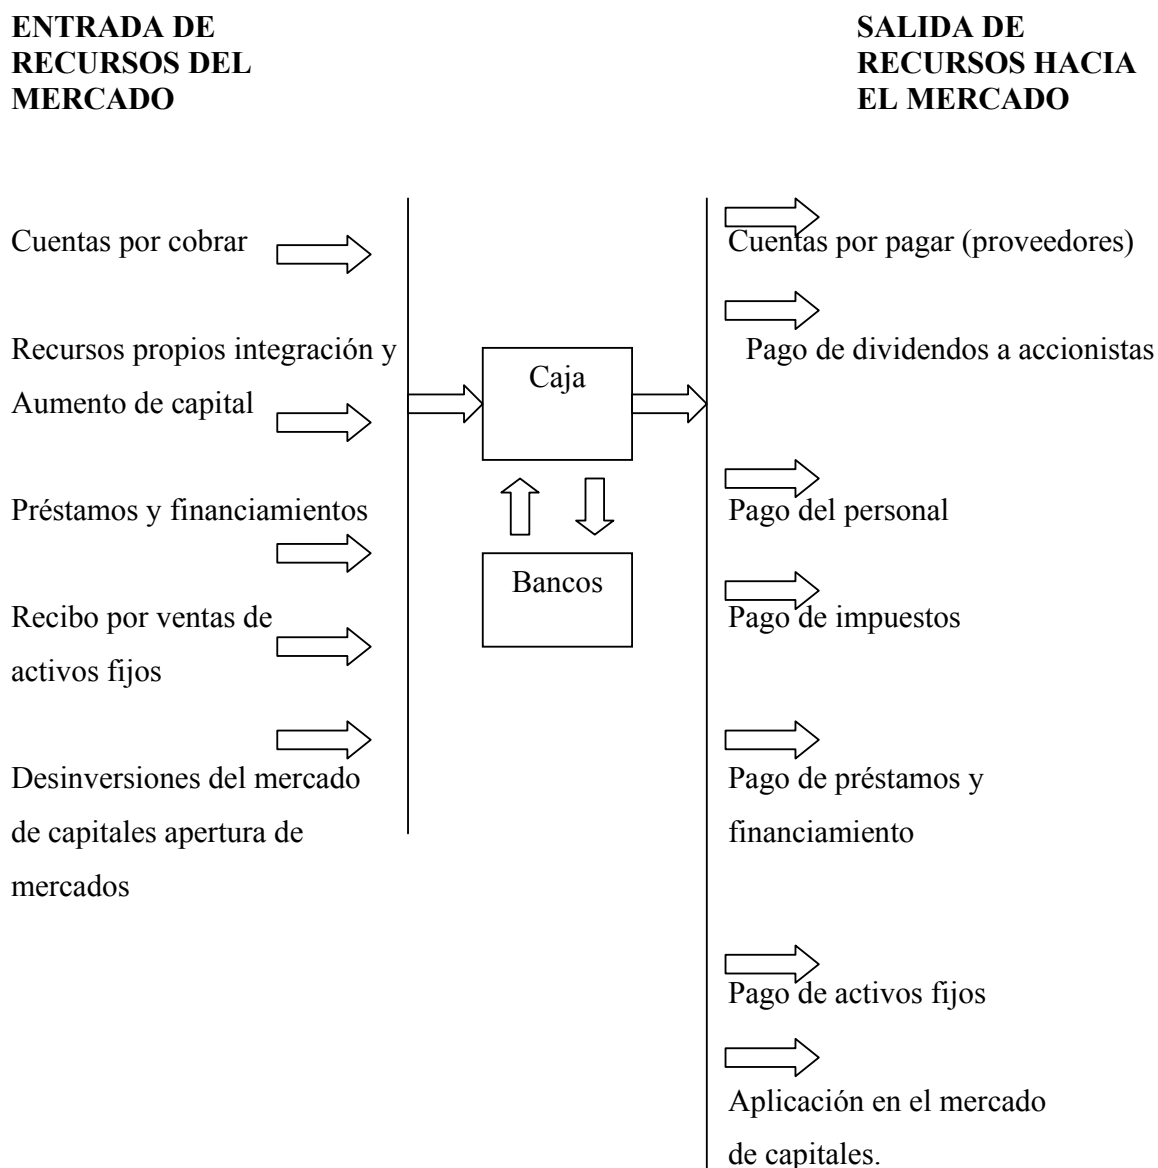 ENTRADA DE
RECURSOS DEL
MERCADO
SALIDA DE
RECURSOS HACIA
EL MERCADO
Cuentas por cobrar
Recursos propios integración y
Aumento de capital
Préstamos y financiamientos
Recibo por ventas de
activos fijos
Desinversiones del mercado
de capitales apertura de
mercados
Caja
Bancos
Cuentas por pagar (proveedores)
Pago de dividendos a accionistas
Pago del personal
Pago de impuestos
Pago de préstamos y
financiamiento
Pago de activos fijos
Aplicación en el mercado
de capitales.